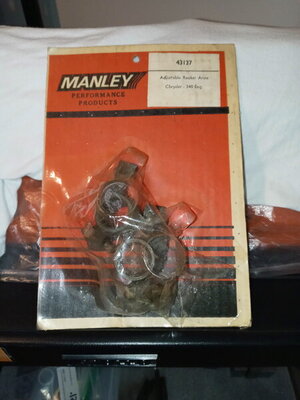 43137
Adjustable Rocker Arms
Chrysler - 340 Eng.
MANLEY
PERFORMANCE
PRODUCTS